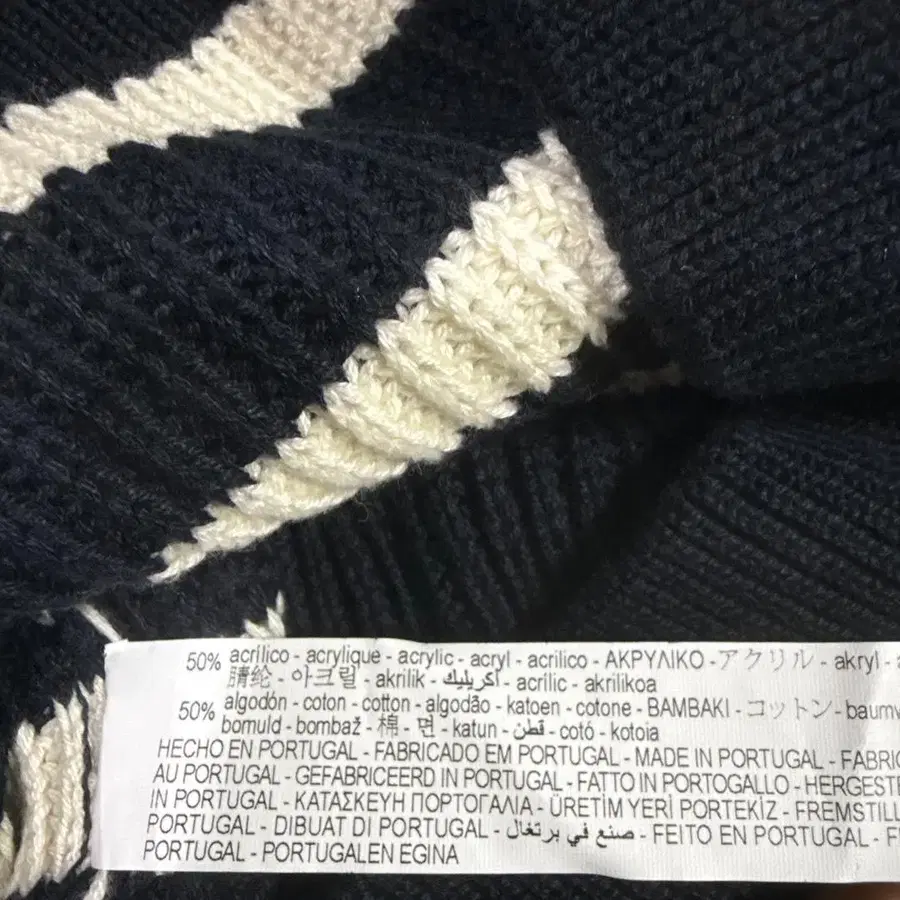 50% acrílico - acrylique - acrylic - acryl - acrilico - ΑΚΡΥΛΙΚΟ - アクリル - akryl -
腈纶 - 아크릴 - akrilik - أكريليك - acrílic - akrilikoa
50% algodón - coton - cotton - algodão - katoen - cotone - BAMBAKI - コットン - baumv
bomuld - bombaž - 棉 - 면 - katun - قطن - cotó - kotoia
HECHO EN PORTUGAL - FABRICADO EM PORTUGAL - MADE IN PORTUGAL - FABRIC
AU PORTUGAL - GEFABRICEERD IN PORTUGAL - FATTO IN PORTOGALLO - HERGESTE
IN PORTUGAL - ΚΑΤΑΣΚΕΥΗ ΠΟΡΤΟΓΑΛΙΑ - ÜRETİM YERİ PORTEKİZ - FREMSTILL
PORTUGAL - DIBUAT DI PORTUGAL - صنع في برتغال - FEITO EN PORTUGAL - F
PORTUGAL - PORTUGALEN EGINA